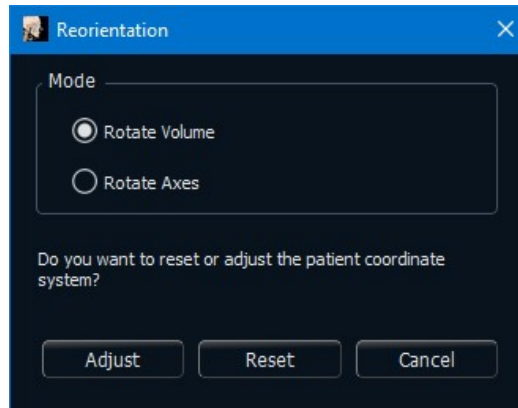 Reorientation
Mode
Rotate Volume
Rotate Axes
Do you want to reset or adjust the patient coordinate
system?
Adjust Reset Cancel